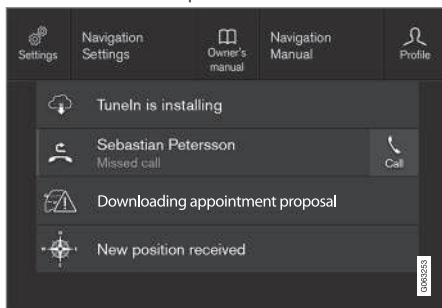 Settings
Navigation
Settings
Owner's
manual
Navigation
Manual
Profile
TuneIn is installing
Sebastian Petersson
Missed call
Call
Downloading appointment proposal
New position received
G063253